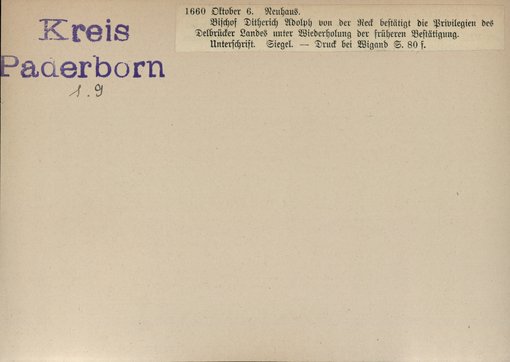 Kreis
Paderborn
1.9
1660 Oktober 6. Neuhaus.
Bischof Ditherich Adolph von der Reck bestätigt die Privilegien des
Delbrücker Landes unter Wiederholung der früheren Bestätigung.
Unterschrift. Siegel. — Druck bei Wigand S. 80 f.